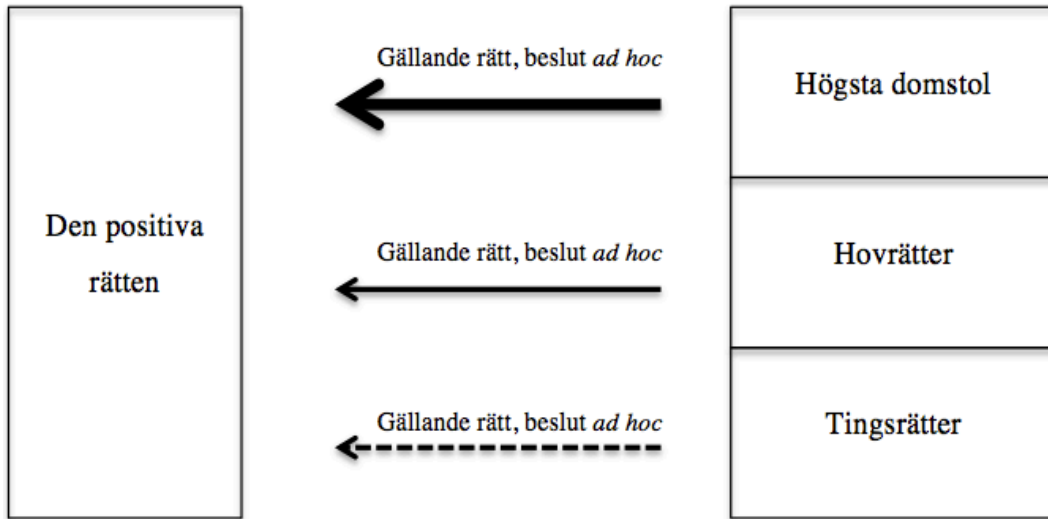 Den positiva
rätten
Gällande rätt, beslut ad hoc
Gällande rätt, beslut ad hoc
Gällande rätt, beslut ad hoc
Högsta domstol
Hovrätter
Tingsrätter